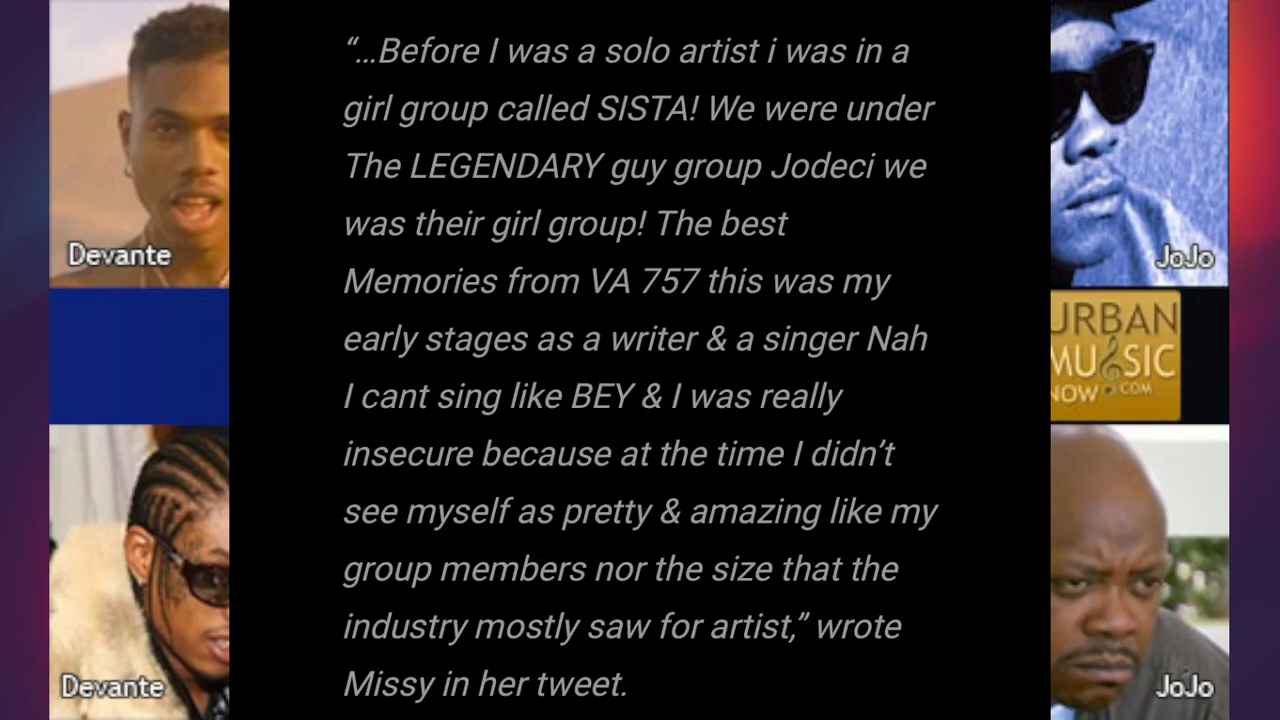 “...Before I was a solo artist i was in a
girl group called SISTA! We were under
The LEGENDARY guy group Jodeci we
was their girl group! The best
Memories from VA 757 this was my
early stages as a writer & a singer Nah
I cant sing like BEY & I was really
insecure because at the time I didn’t
see myself as pretty & amazing like my
group members nor the size that the
industry mostly saw for artist,” wrote
Missy in her tweet.
Devante
Devante
JoJo
URBAN
MUSIC
NOW .COM
JoJo